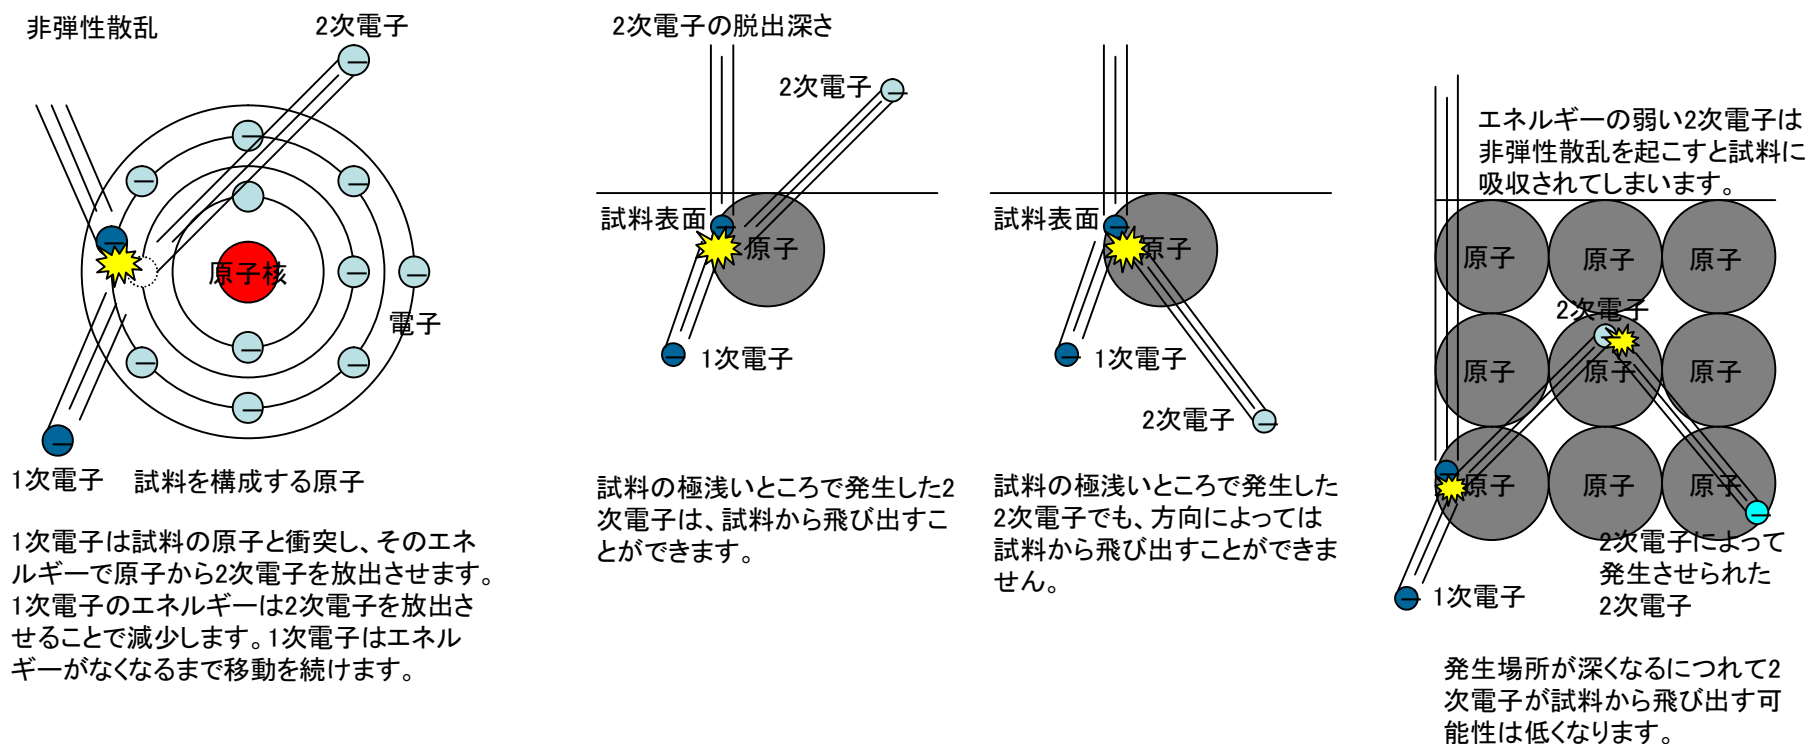 非弾性散乱
2次電子
原子核
電子
1次電子
試料を構成する原子
1次電子は試料の原子と衝突し、そのエネ
ルギーで原子から2次電子を放出させます。
1次電子のエネルギーは2次電子を放出さ
せることで減少します。1次電子はエネル
ギーがなくなるまで移動を続けます。
2次電子の脱出深さ
2次電子
試料表面
原子
1次電子
試料の極浅いところで発生した2
次電子は、試料から飛び出すこ
とができます。
試料表面
原子
1次電子
2次電子
試料の極浅いところで発生した
2次電子でも、方向によっては
試料から飛び出すことができま
せん。
エネルギーの弱い2次電子は
非弾性散乱を起こすと試料に
吸収されてしまいます。
原子
原子
原子
2次電子
原子
原子
原子
原子
原子
原子
2次電子によって
発生させられた
2次電子
1次電子
発生場所が深くなるにつれて2
次電子が試料から飛び出す可
能性は低くなります。